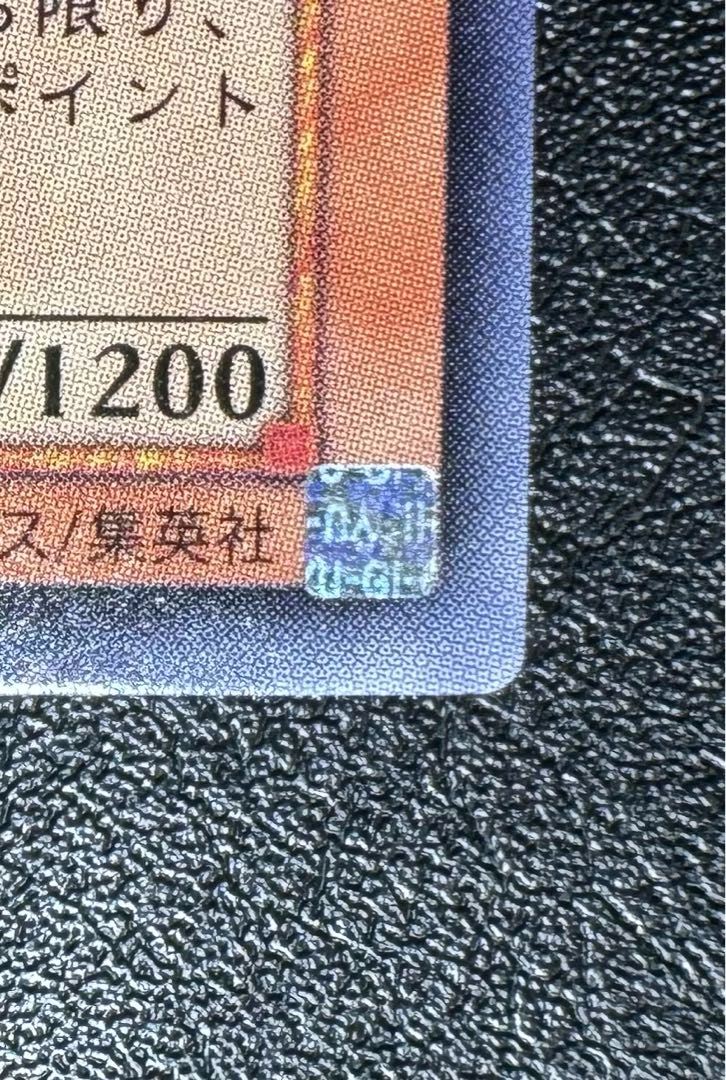 る限り、
ポイント
/1200
ス/集英社